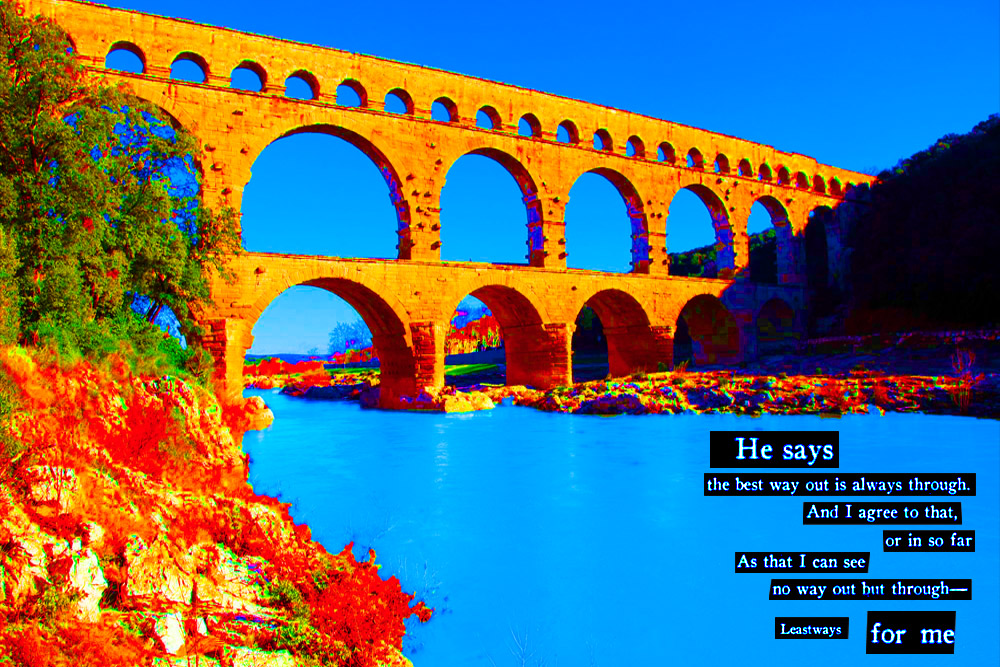 He says
the best way out is always through.
And I agree to that,
or in so far
As that I can see
no way out but through—
Leastways for me